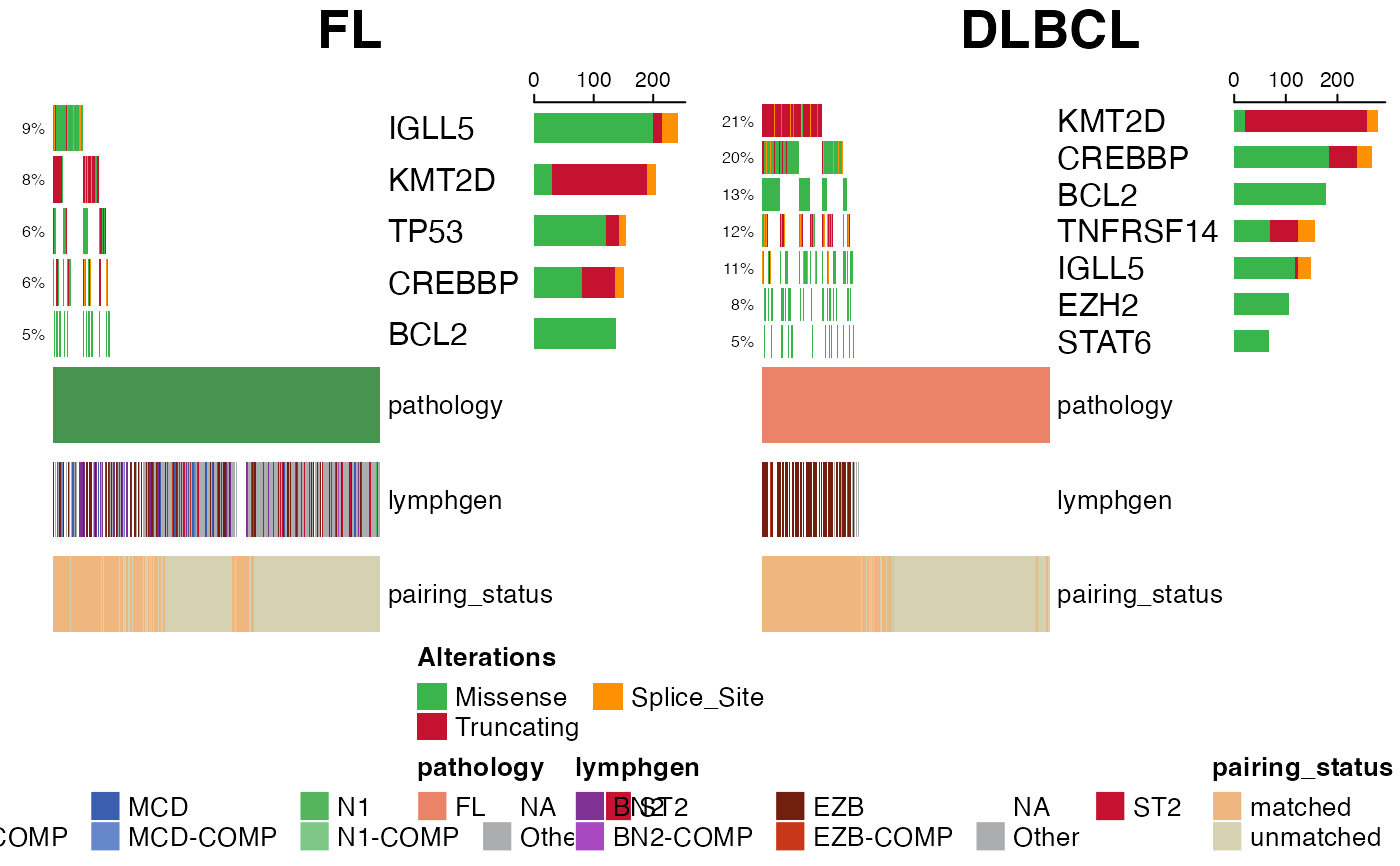 FL
DLBCL
0 100 200
9% IGLL5
8% KMT2D
6% TP53
6% CREBBP
5% BCL2
pathology
lymphgen
pairing_status
0 100 200
21% KMT2D
20% CREBBP
13% BCL2
12% TNFRSF14
11% IGLL5
8% EZH2
5% STAT6
pathology
lymphgen
pairing_status
Alterations
Missense Splice_Site
Truncating
pathology lymphgen pairing_status
MCD N1 FL NA BN2 ST2 EZB NA ST2 matched
COMP MCD-COMP N1-COMP Othe BN2-COMP EZB-COMP Other unmatched